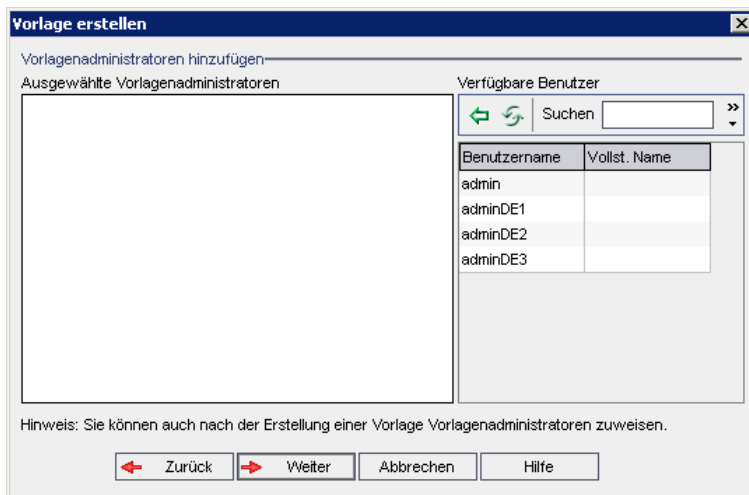 Vorlage erstellen
Vorlagenadministratoren hinzufügen
Ausgewählte Vorlagenadministratoren
Verfügbare Benutzer
Suchen
Benutzername Vollst. Name
admin
adminDE1
adminDE2
adminDE3
Hinweis: Sie können auch nach der Erstellung einer Vorlage Vorlagenadministratoren zuweisen.
Zurück Weiter Abbrechen Hilfe